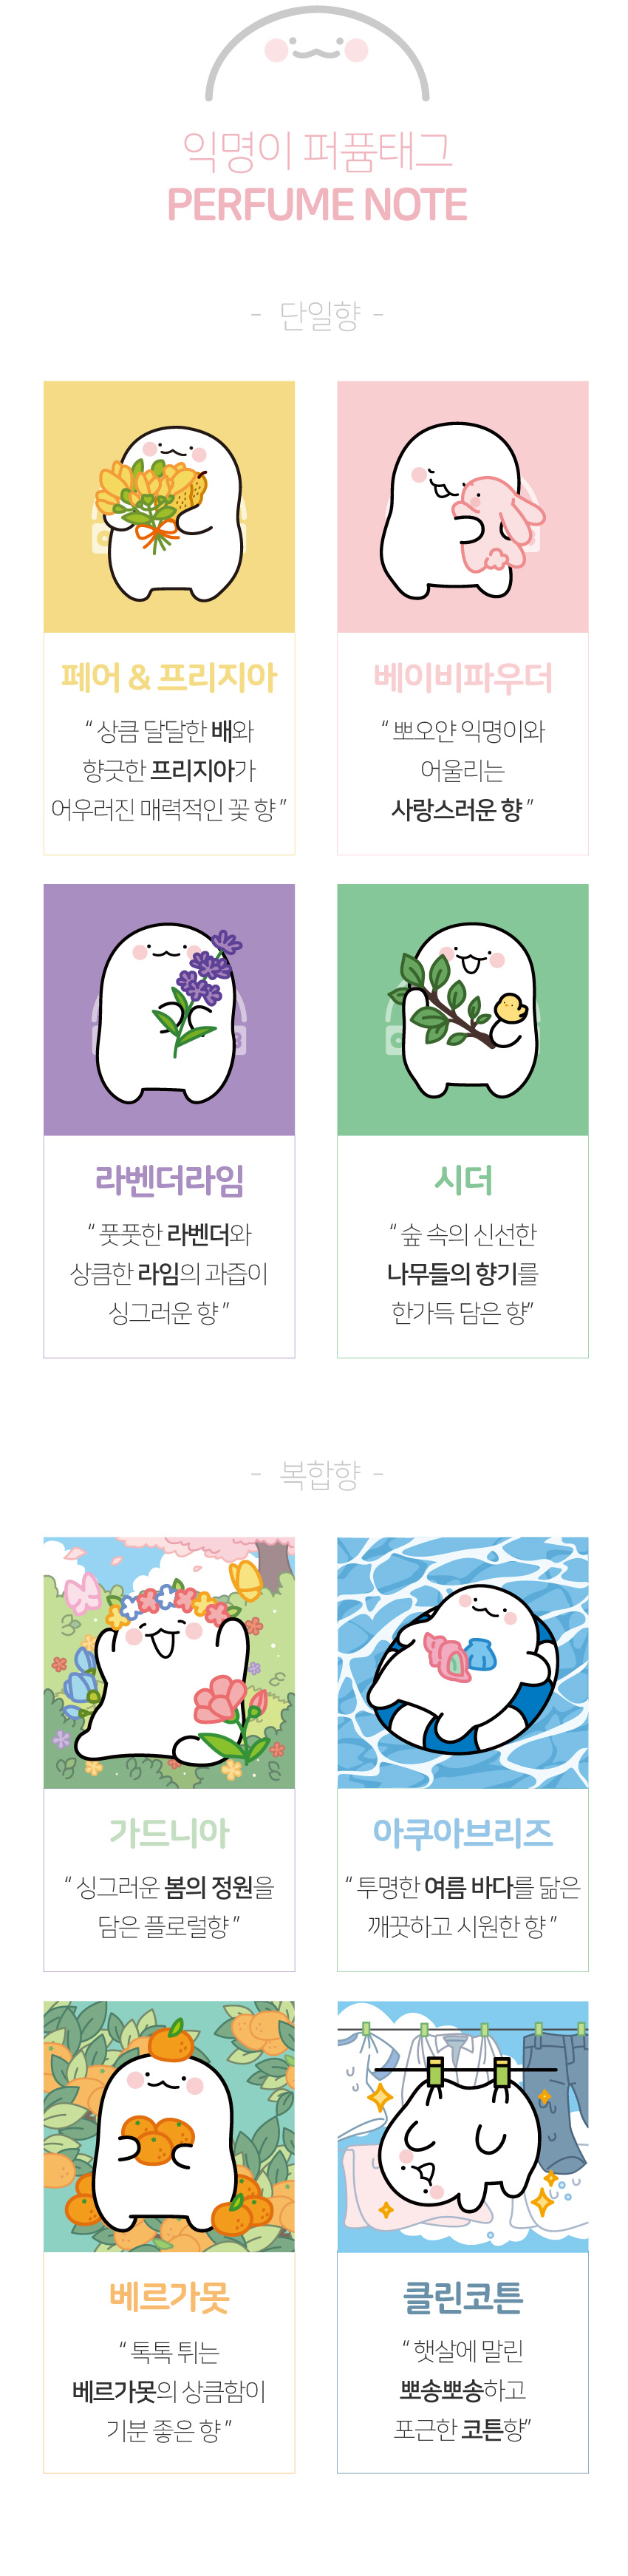 익명이 퍼퓸태그
PERFUME NOTE
- 단일향 -
페어 & 프리지아
“ 상큼 달달한 배와
향긋한 프리지아가
어우러진 매력적인 꽃 향 ”
베이비파우더
“ 뽀오얀 익명이와
어울리는
사랑스러운 향 ”
라벤더라임
“ 풋풋한 라벤더와
상큼한 라임의 과즙이
싱그러운 향 ”
시더
“ 숲 속의 신선한
나무들의 향기를
한가득 담은 향”
- 복합향 -
가드니아
“ 싱그러운 봄의 정원을
담은 플로럴향 ”
아쿠아브리즈
“ 투명한 여름 바다를 닮은
깨끗하고 시원한 향 ”
베르가못
“ 톡톡 튀는
베르가못의 상큼함이
기분 좋은 향 ”
클린코튼
“ 햇살에 말린
뽀송뽀송하고
포근한 코튼향”